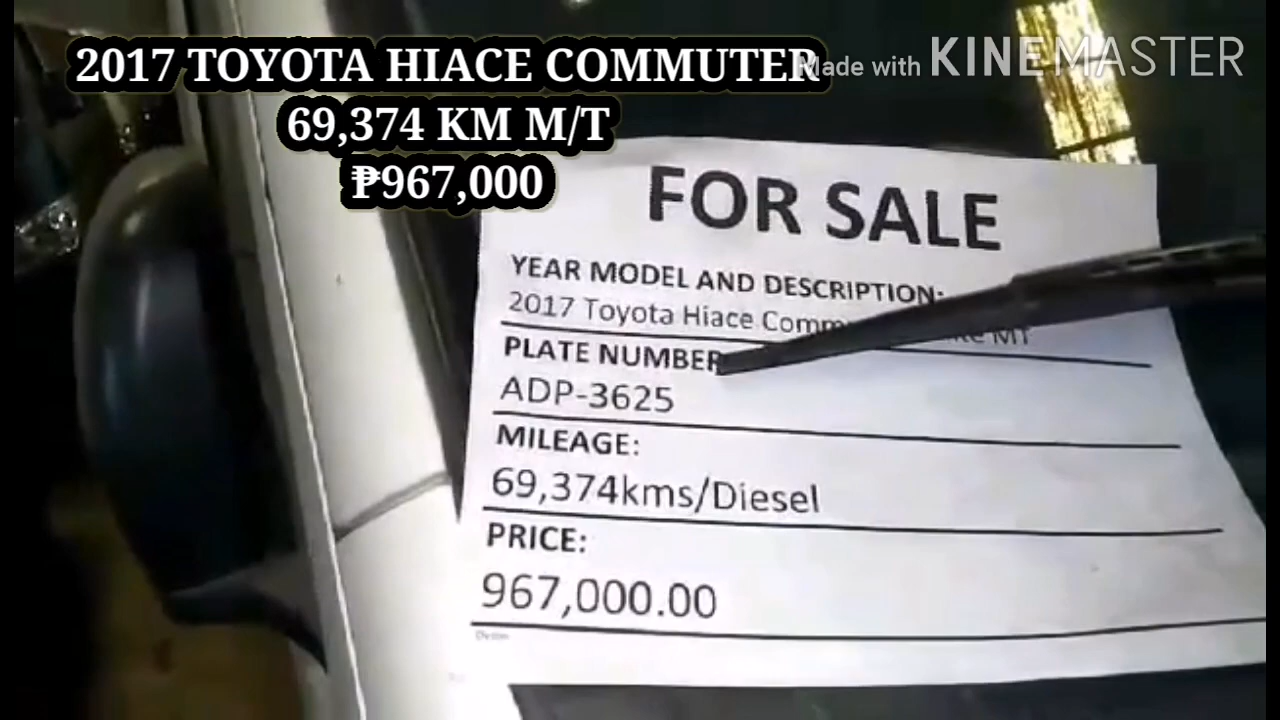 2017 TOYOTA HIACE COMMUTER
Made with KINEMASTER
69,374 KM M/T
₱967,000
FOR SALE
YEAR MODEL AND DESCRIPTION:
2017 Toyota Hiace MT
PLATE NUMBER
ADP-3625
MILEAGE:
69,374kms/Diesel
PRICE:
967,000.00